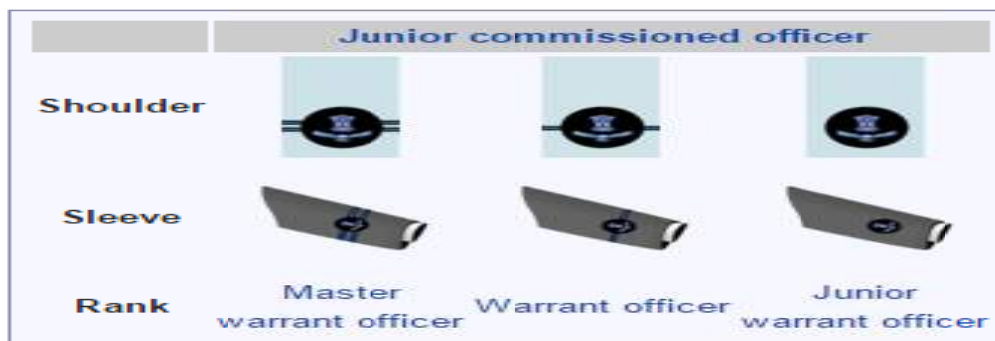 Junior commissioned officer
Shoulder
Sleeve
Rank
Master
warrant officer
Warrant officer
Junior
warrant officer